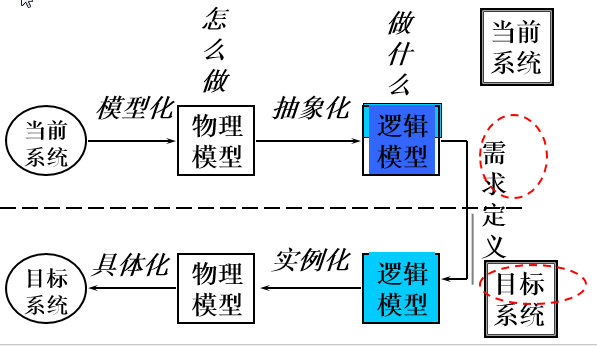 怎
么
做
做
什
么
当前
系统
模型化
抽象化
当前
系统
物理
模型
逻辑
模型
需
求
定
义
具体化
实例化
目标
系统
物理
模型
逻辑
模型
目标
系统